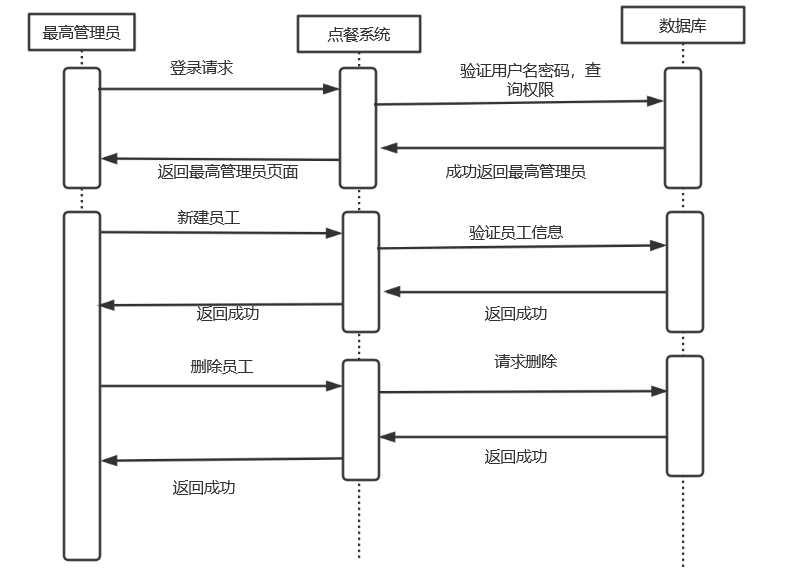 最高管理员
点餐系统
数据库
登录请求
验证用户名密码，查
询权限
返回最高管理员页面
成功返回最高管理员
新建员工
验证员工信息
返回成功
返回成功
删除员工
请求删除
返回成功
返回成功